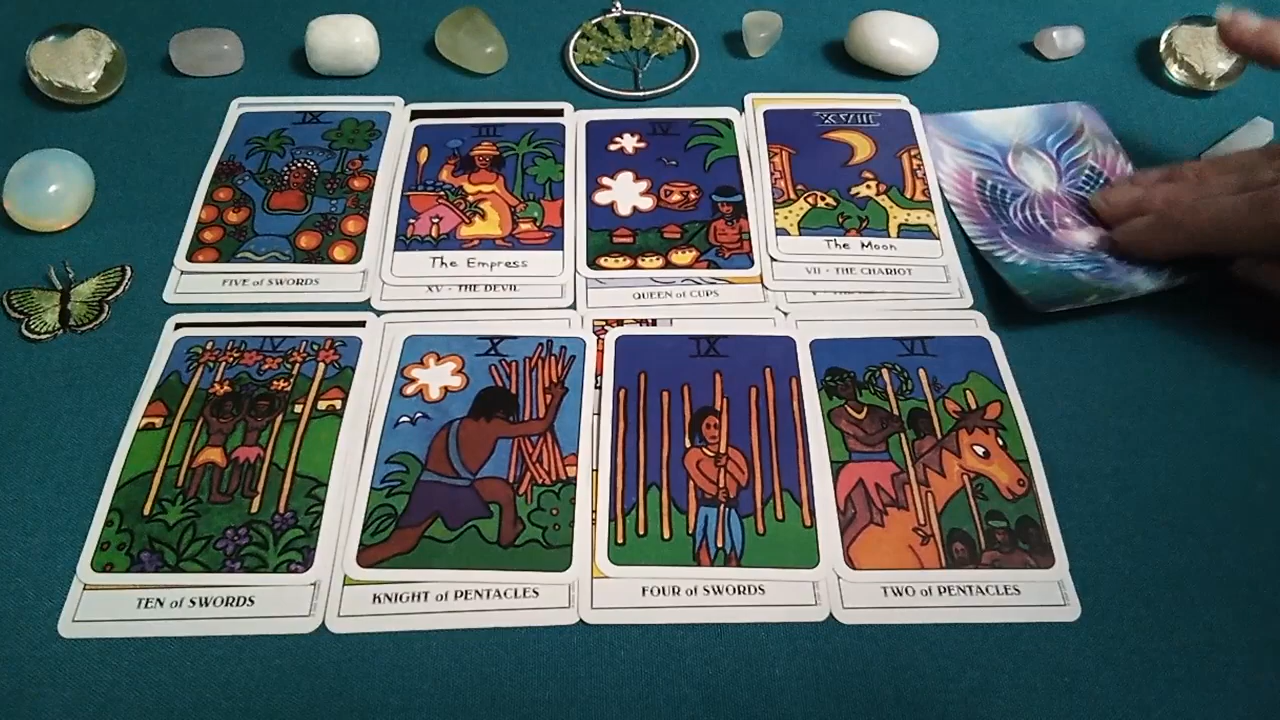 IX
III
IV
XVIII
The Moon
The Empress
VII - THE CHARIOT
FIVE of SWORDS
XV - THE DEVIL
QUEEN of CUPS
IV
X
IX
VI
TEN of SWORDS
KNIGHT of PENTACLES
FOUR of SWORDS
TWO of PENTACLES